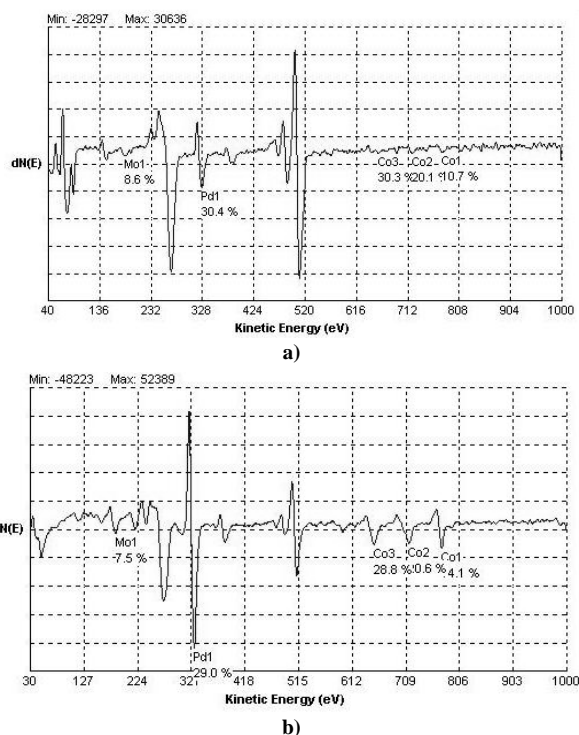 Min: -28297 Max: 30636
dN(E)
Mo1
8.6 %
Pd1
30.4 %
Co3 Co2 Co1
30.3 % 20.1 % 10.7 %
40 136 232 328 424 520 616 712 808 904 1000
Kinetic Energy (eV)
a)
Min: -48223 Max: 52389
N(E)
Mo1
7.5 %
Pd1
29.0 %
Co3 Co2 Co1
28.8 % 0.6 % 4.1 %
30 127 224 321 418 515 612 709 806 903 1000
Kinetic Energy (eV)
b)